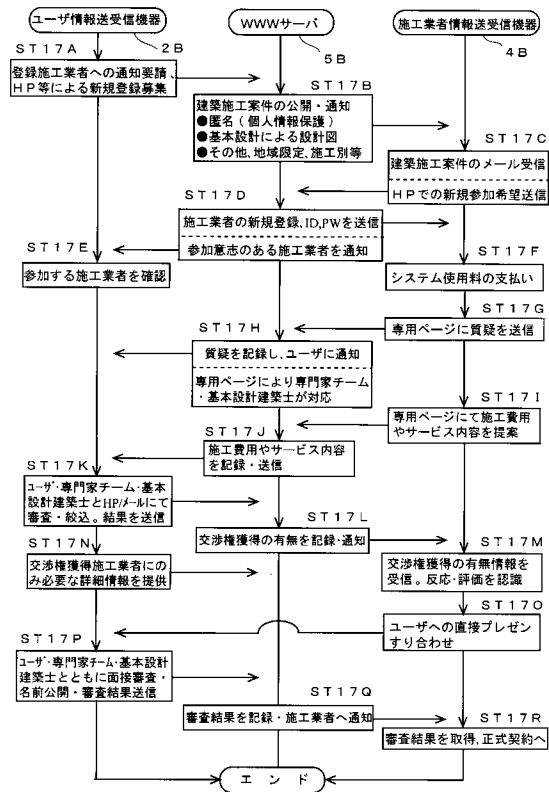 ユーザ情報送受信機器
WWWサーバ
施工業者情報送受信機器
2B
5B
4B
ST17A
登録施工業者への通知要請、
HP等による新規登録募集
ST17B
建築施工案件の公開・通知
●匿名(個人情報保護)
●基本設計による設計図
●その他、地域限定、施工別等
ST17C
建築施工案件のメール受信
HPでの新規参加希望送信
ST17D
施工業者の新規登録、ID,PWを送信
参加意志のある施工業者を通知
ST17E
参加する施工業者を確認
ST17F
システム使用料の支払い
ST17G
専用ページに質疑を送信
ST17H
質疑を記録し、ユーザに通知
専用ページにより専門家チーム
・基本設計建築士が対応
ST17I
専用ページにて施工費用
やサービス内容を提案
ST17J
施工費用やサービス内容
を記録・送信
ST17K
ユーザ・専門家チーム・基本
設計建築士とHP/メールにて
審査・絞込。結果を送信
ST17L
交渉権獲得の有無を記録・通知
ST17M
交渉権獲得の有無情報を
受信。反応・評価を認識
ST17N
交渉権獲得施工業者にの
み必要な詳細情報を提供
ST17O
ユーザへの直接プレゼン
すり合わせ
ST17P
ユーザ・専門家チーム・基本設計
建築士とともに面接審査・
名前公開・審査結果送信
ST17Q
審査結果を記録・施工業者へ通知
ST17R
審査結果を取得,正式契約へ
エンド